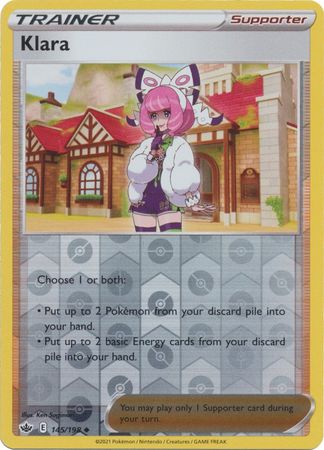 TRAINER Supporter
Klara
Choose 1 or both:
• Put up to 2 Pokémon from your discard pile into
your hand.
• Put up to 2 basic Energy cards from your discard
pile into your hand.
Illus. Ken Sugimori
You may play only 1 Supporter card during
your turn.
E 145/198 ◆
©2021 Pokémon / Nintendo / Creatures / GAME FREAK